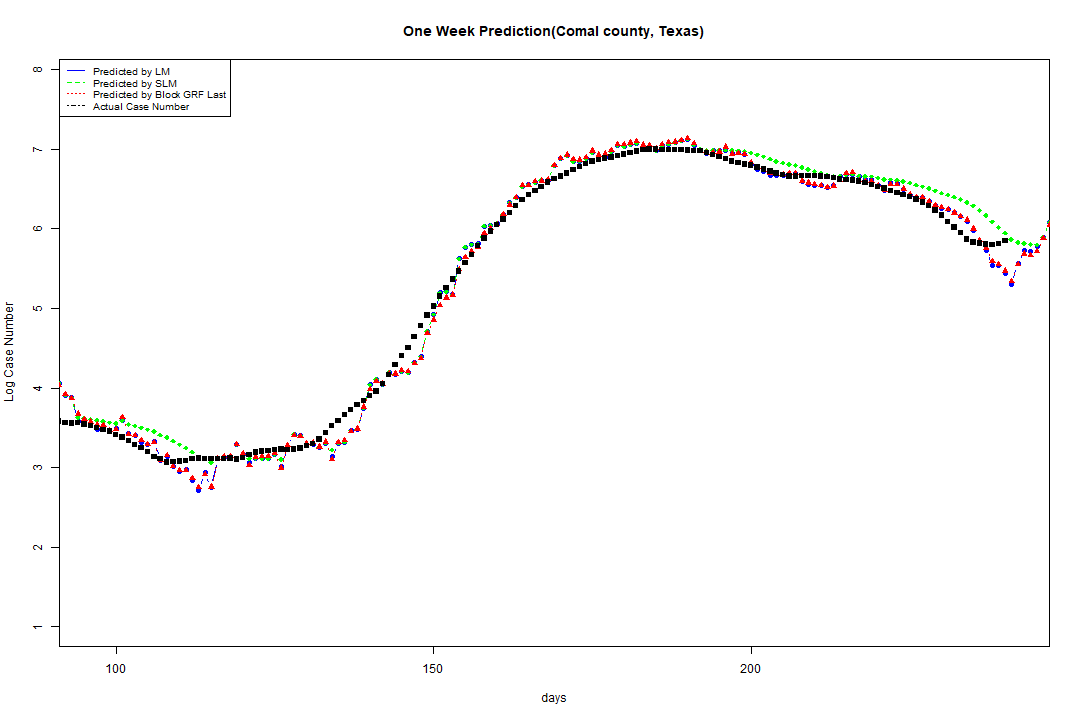 One Week Prediction(Comal county, Texas)
Predicted by LM
Predicted by SLM
Predicted by Block GRF Last
Actual Case Number
8
7
6
5
4
3
2
1
Log Case Number
100 150 200
days